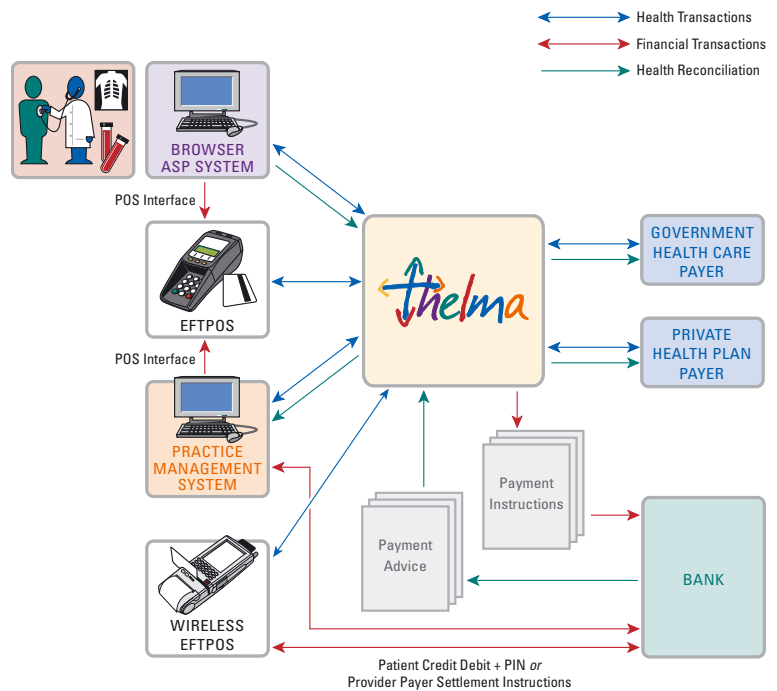 Health Transactions
Financial Transactions
Health Reconciliation
BROWSER
ASP SYSTEM
POS Interface
EFTPOS
POS Interface
PRACTICE
MANAGEMENT
SYSTEM
WIRELESS
EFTPOS
thelma
GOVERNMENT
HEALTH CARE
PAYER
PRIVATE
HEALTH PLAN
PAYER
Payment
Instructions
Payment
Advice
BANK
Patient Credit Debit + PIN or
Provider Payer Settlement Instructions